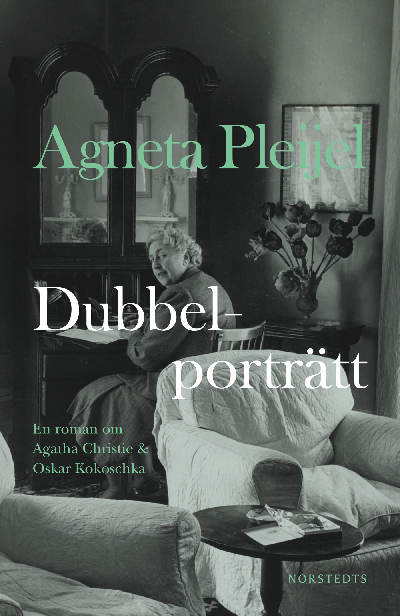 Agneta Pleijel
Dubbel-
porträtt
En roman om
Agatha Christie &
Oskar Kokoschka
NORSTEDTS